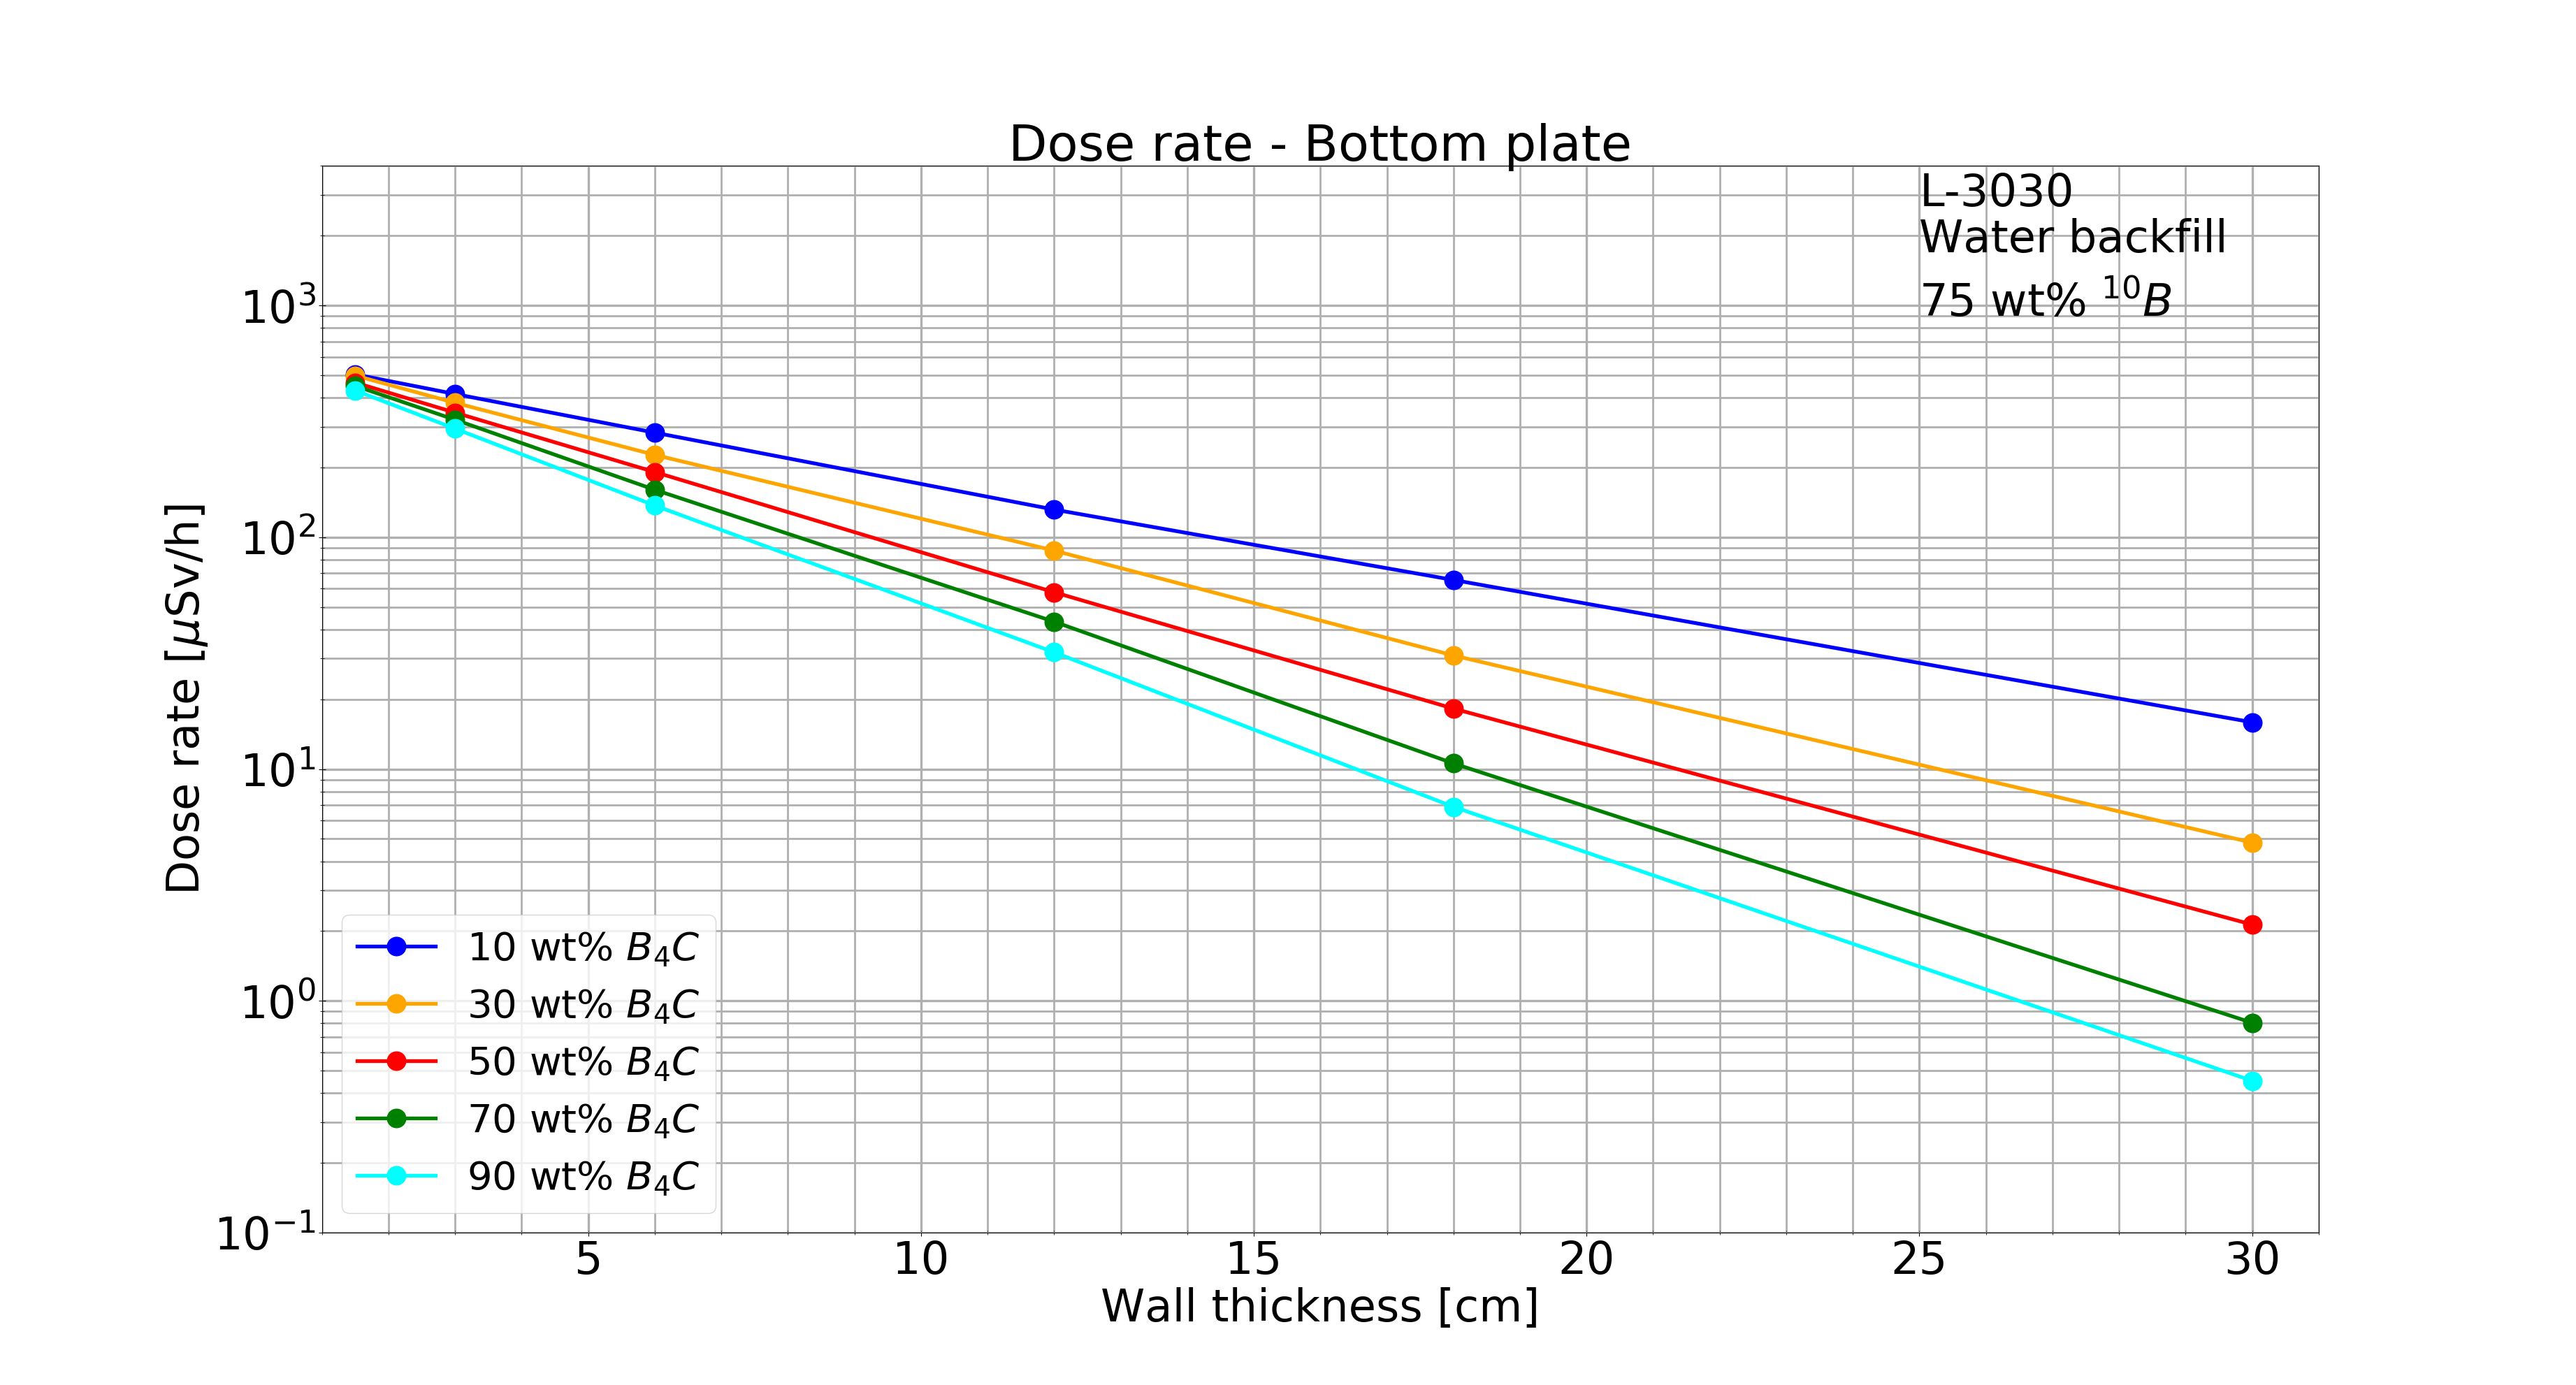 Dose rate - Bottom plate
L-3030
Water backfill
75 wt% ¹⁰B
Dose rate [μSv/h]
10³
10²
10¹
10⁰
10⁻¹
10 wt% B₄C
30 wt% B₄C
50 wt% B₄C
70 wt% B₄C
90 wt% B₄C
5 10 15 20 25 30
Wall thickness [cm]